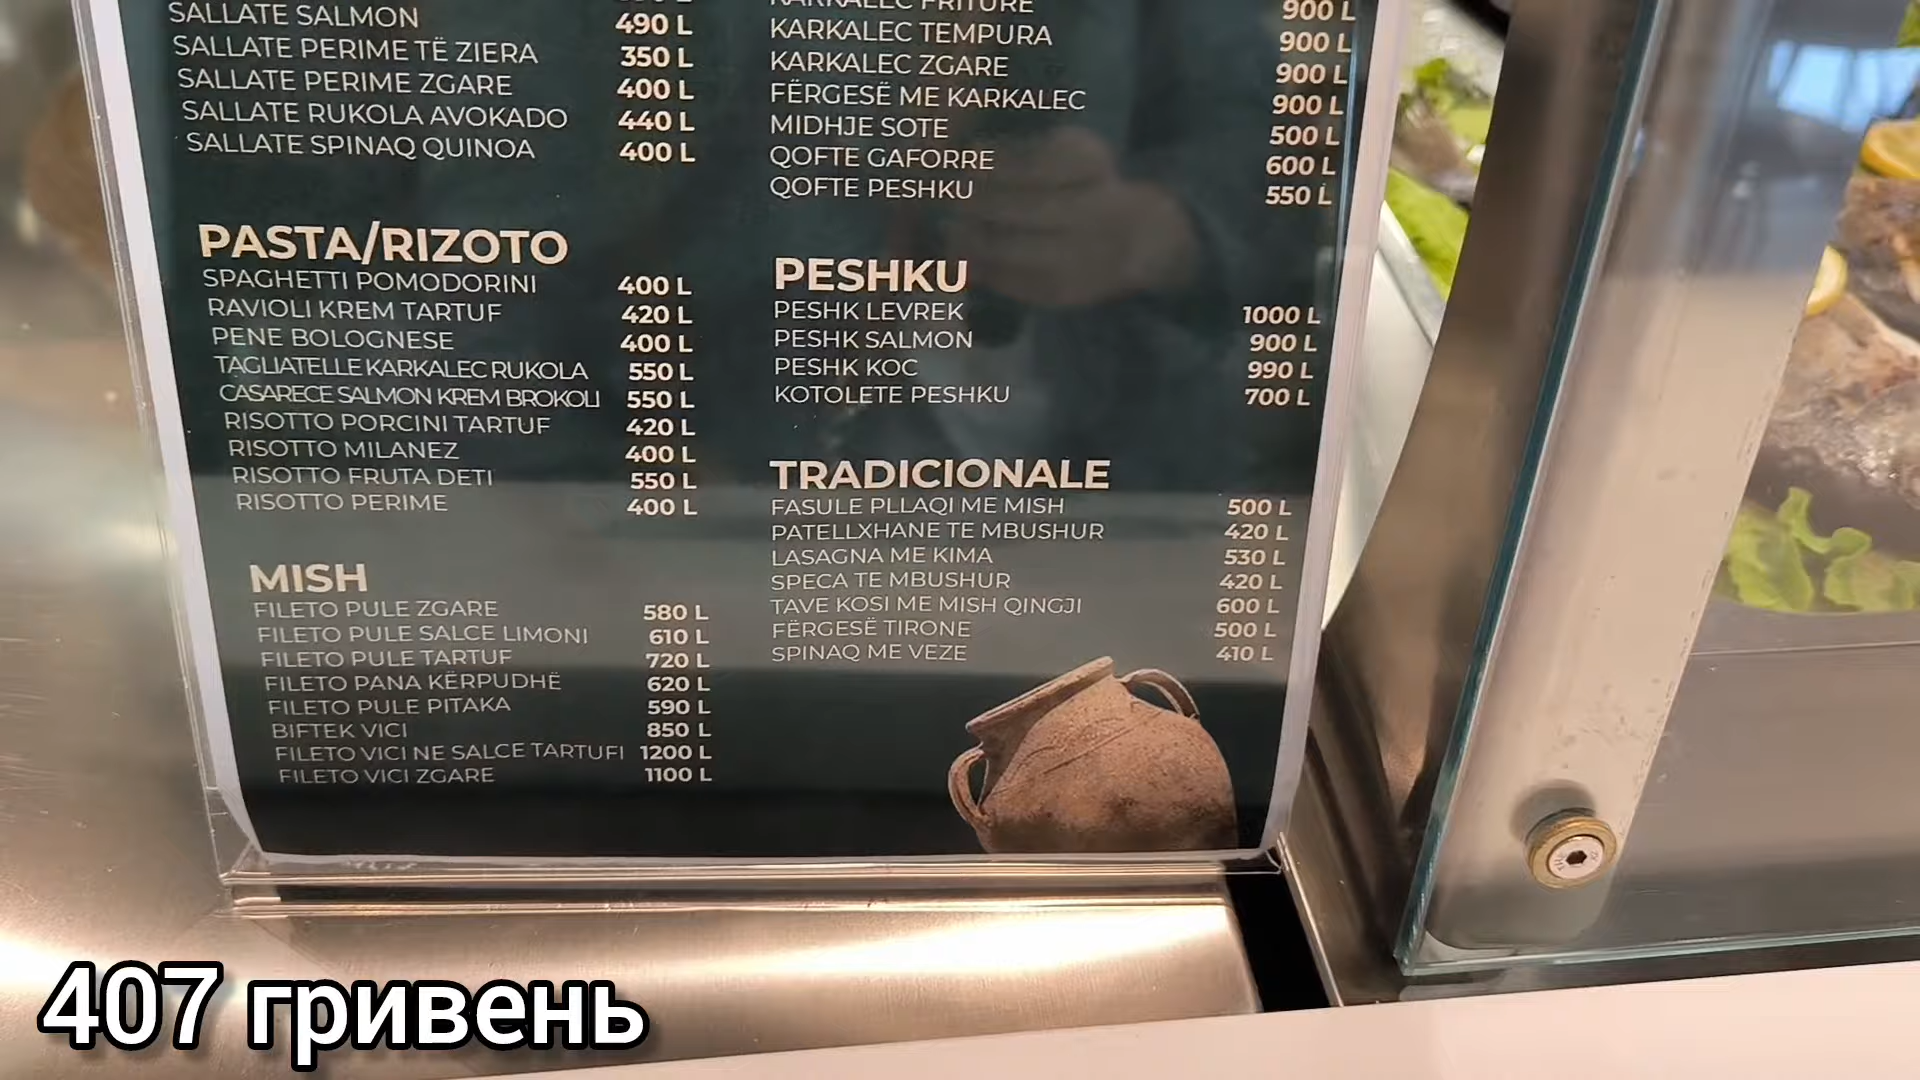 SALLATE SALMON 490 L
SALLATE PERIME TË ZIERA 350 L
SALLATE PERIME ZGARE 400 L
SALLATE RUKOLA AVOKADO 440 L
SALLATE SPINAQ QUINOA 400 L
PASTA/RIZOTO
SPAGHETTI POMODORINI 400 L
RAVIOLI KREM TARTUF 420 L
PENE BOLOGNESE 400 L
TAGLIATELLE KARKALEC RUKOLA 550 L
CASARECE SALMON KREM BROKOLI 550 L
RISOTTO PORCINI TARTUF 420 L
RISOTTO MILANEZ 400 L
RISOTTO FRUTA DETI 550 L
RISOTTO PERIME 400 L
MISH
FILETO PULE ZGARE 580 L
FILETO PULE SALCE LIMONI 610 L
FILETO PULE TARTUF 720 L
FILETO PANA KËRPUDHË 620 L
FILETO PULE PITAKA 590 L
BIFTEK VICI 850 L
FILETO VICI NE SALCE TARTUFI 1200 L
FILETO VICI ZGARE 1100 L
KARKALEC FRITURE 900 L
KARKALEC TEMPURA 900 L
KARKALEC ZGARE 900 L
FËRGESË ME KARKALEC 900 L
MIDHJE SOTE 500 L
QOFTE GAFORRE 600 L
QOFTE PESHKU 550 L
PESHKU
PESHK LEVREK 1000 L
PESHK SALMON 900 L
PESHK KOC 990 L
KOTOLETE PESHKU 700 L
TRADICIONALE
FASULE PLLAQI ME MISH 500 L
PATELLXHANE TE MBUSHUR 420 L
LASAGNA ME KIMA 530 L
SPECA TE MBUSHUR 420 L
TAVE KOSI ME MISH QINGJI 600 L
FËRGESË TIRONE 500 L
SPINAQ ME VEZE 410 L
407 гривень